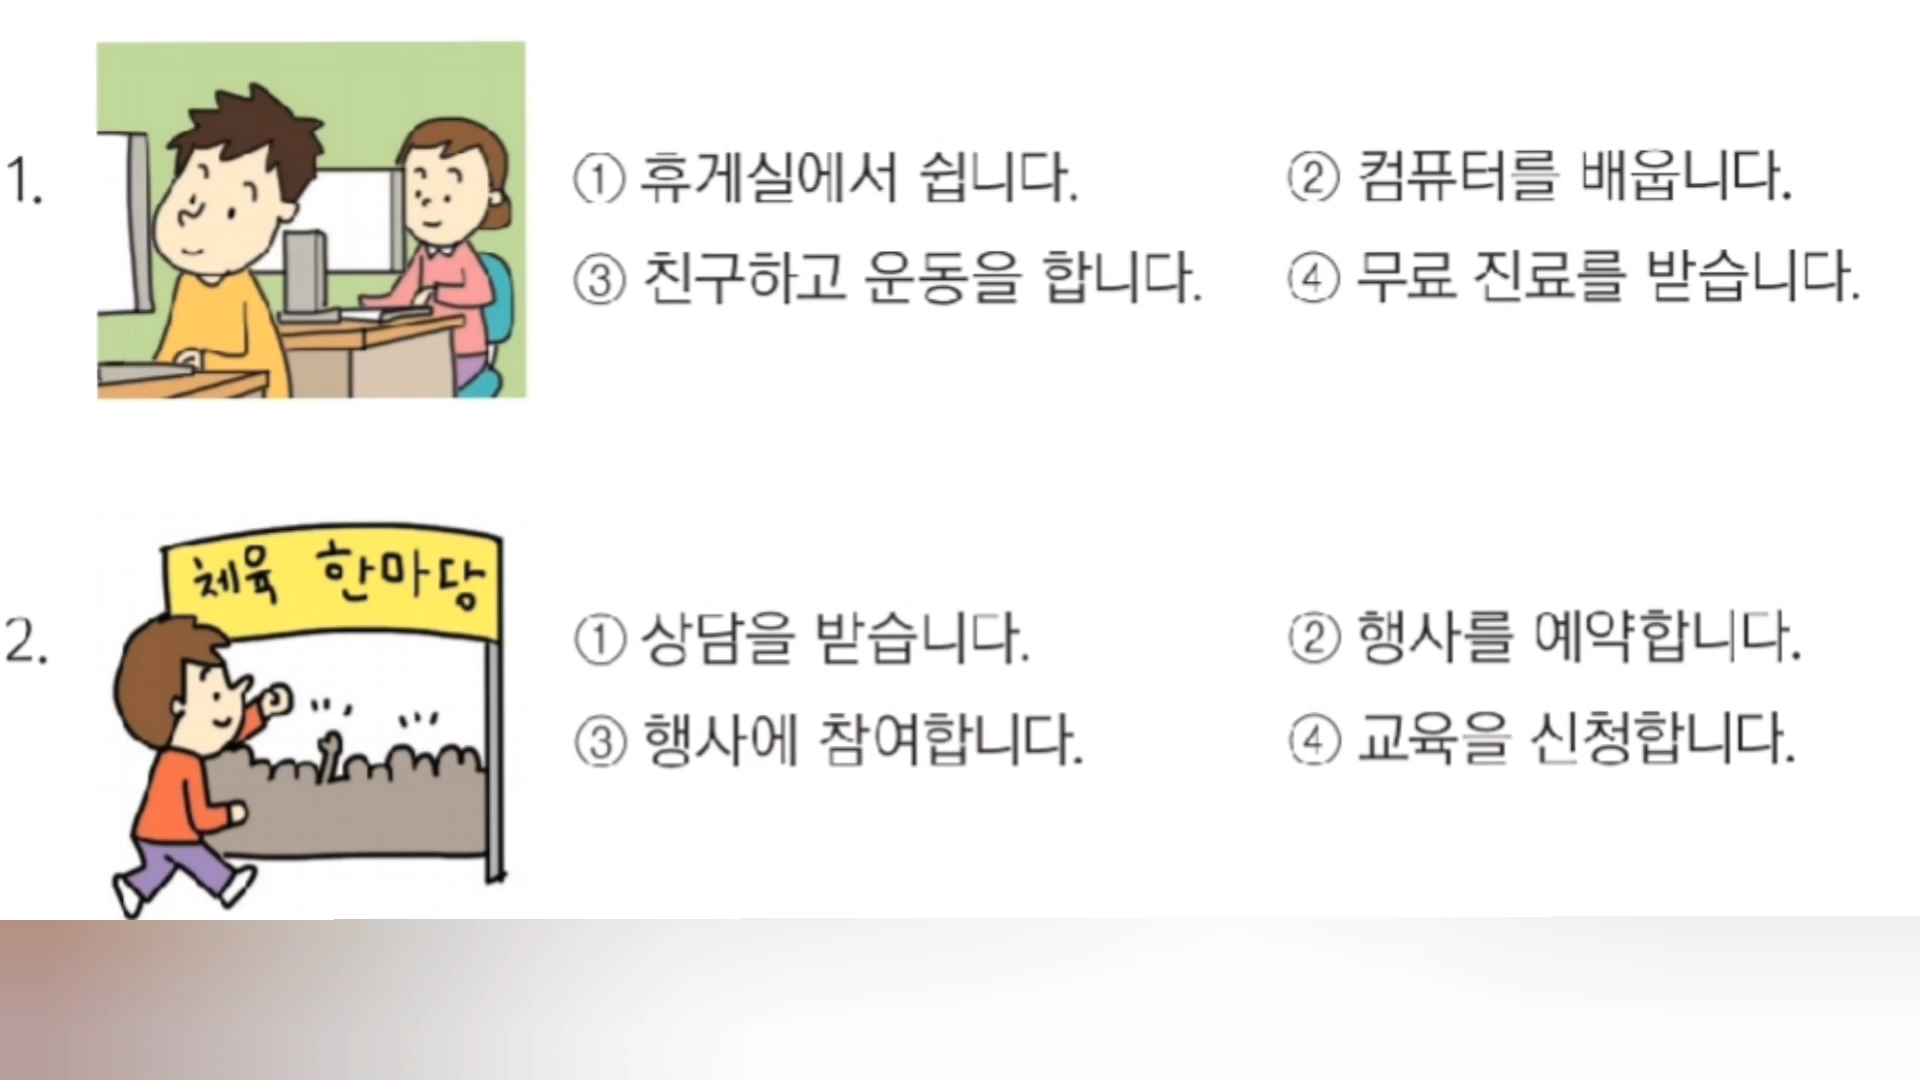 1.
① 휴게실에서 쉽니다. ② 컴퓨터를 배웁니다.
③ 친구하고 운동을 합니다. ④ 무료 진료를 받습니다.
체육 한마당
2.
① 상담을 받습니다. ② 행사를 예약합니다.
③ 행사에 참여합니다. ④ 교육을 신청합니다.